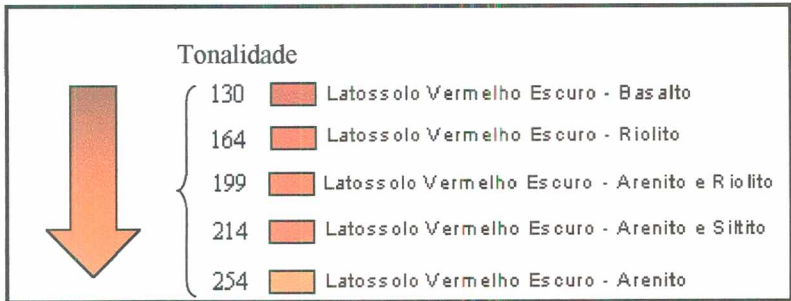 Tonalidade
130 Latossolo Vermelho Escuro - Basalto
164 Latossolo Vermelho Escuro - Riolito
199 Latossolo Vermelho Escuro - Arenito e Riolito
214 Latossolo Vermelho Escuro - Arenito e Siltito
254 Latossolo Vermelho Escuro - Arenito